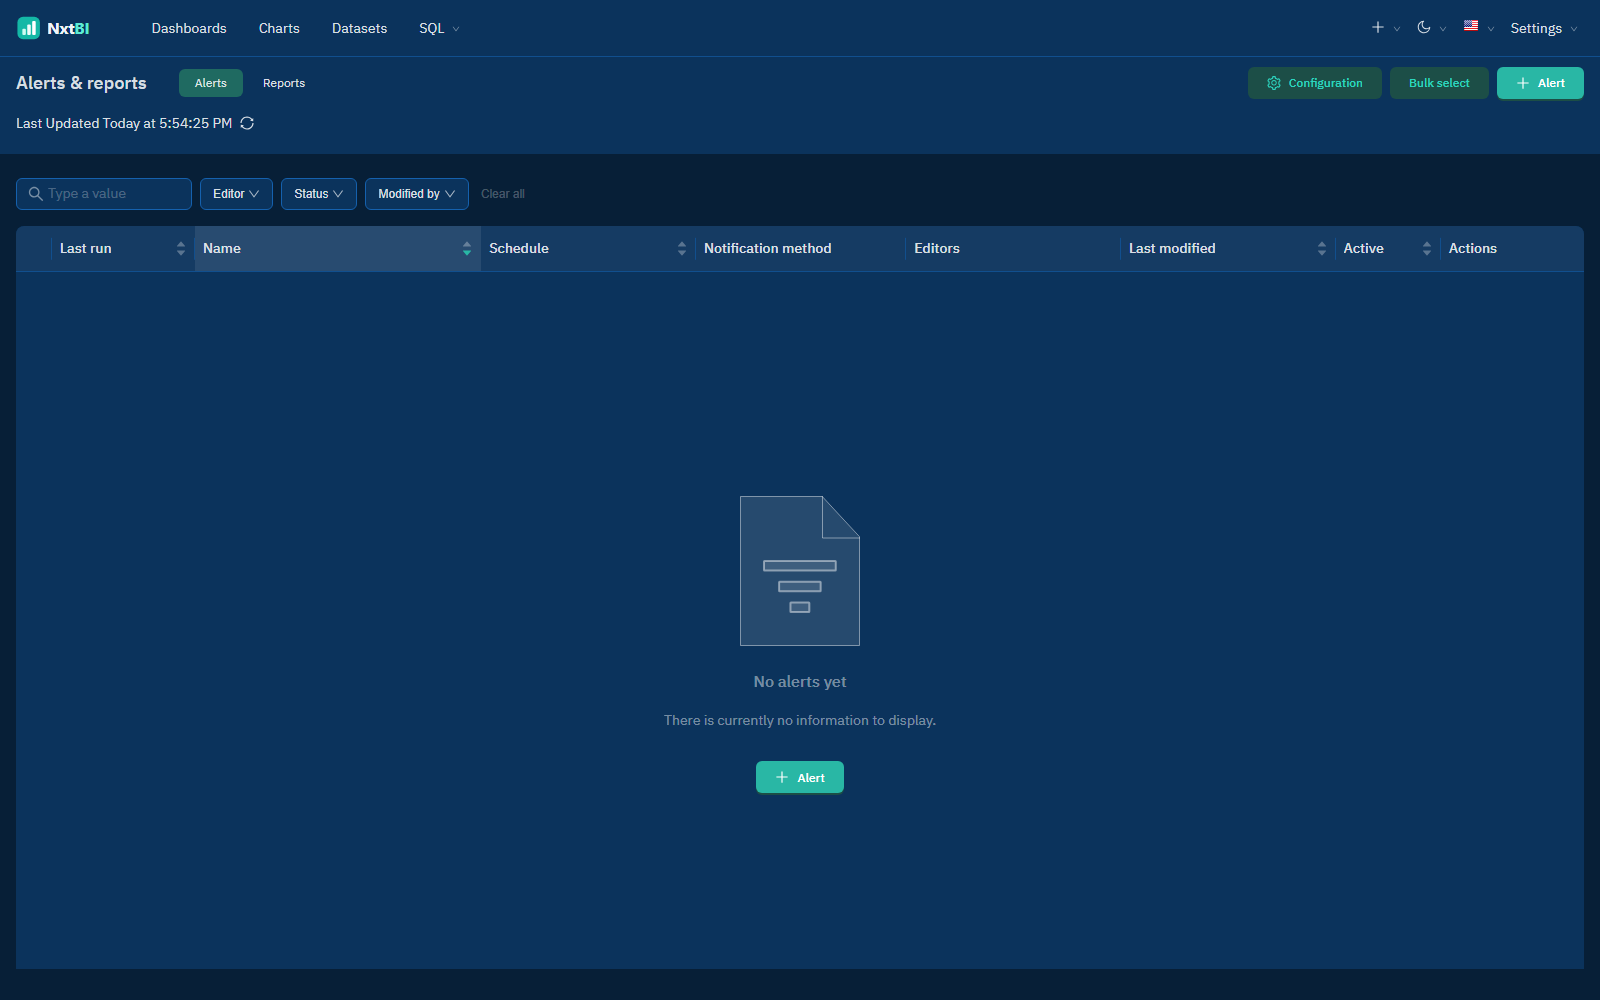 NxtBI Dashboards Charts Datasets SQL Settings
Alerts & reports Alerts Reports Configuration Bulk select Alert
Last Updated Today at 5:54:25 PM
Type a value Editor Status Modified by Clear all
Last run Name Schedule Notification method Editors Last modified Active Actions
No alerts yet
There is currently no information to display.
Alert